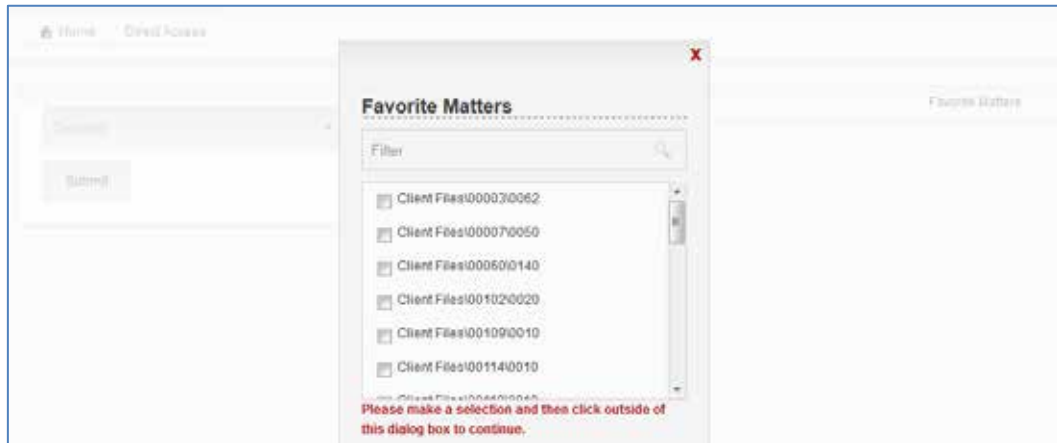 Home Direct Access
X
Favorite Matters
Favorite Matters
Filter
Submit
Client Files\00003\0062
Client Files\00007\0050
Client Files\00060\0140
Client Files\00102\0020
Client Files\00109\0010
Client Files\00114\0010
Please make a selection and then click outside of
this dialog box to continue.